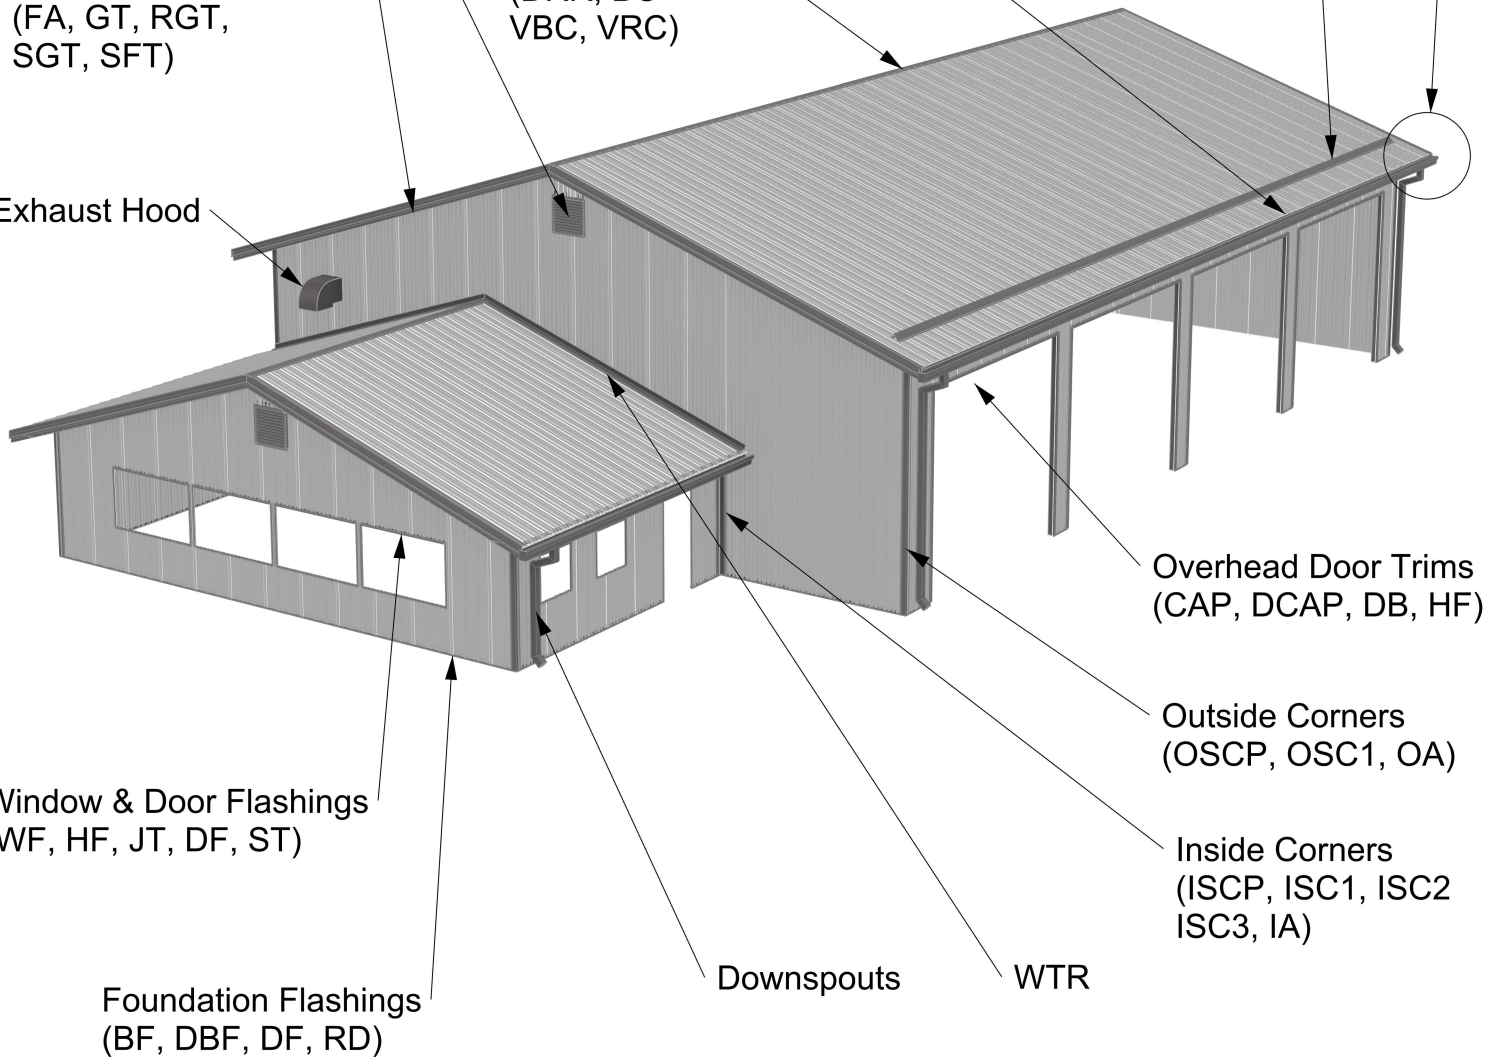 (FA, GT, RGT,
SGT, SFT)
VBC, VRC)
Exhaust Hood
Overhead Door Trims
(CAP, DCAP, DB, HF)
Outside Corners
(OSCP, OSC1, OA)
Window & Door Flashings
WF, HF, JT, DF, ST)
Inside Corners
(ISCP, ISC1, ISC2
ISC3, IA)
Downspouts
WTR
Foundation Flashings
(BF, DBF, DF, RD)